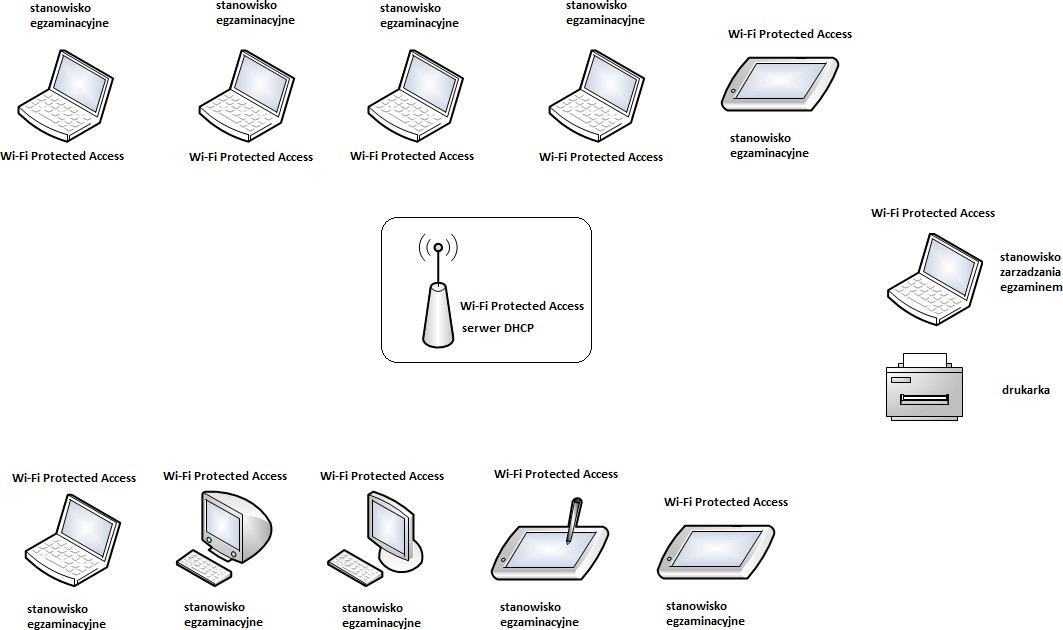 stanowisko
egzaminacyjne
stanowisko
egzaminacyjne
stanowisko
egzaminacyjne
stanowisko
egzaminacyjne
Wi-Fi Protected Access
stanowisko
egzaminacyjne
Wi-Fi Protected Access
Wi-Fi Protected Access
Wi-Fi Protected Access
Wi-Fi Protected Access
Wi-Fi Protected Access
stanowisko
zarzadzania
egzaminem
Wi-Fi Protected Access
serwer DHCP
drukarka
Wi-Fi Protected Access
Wi-Fi Protected Access
Wi-Fi Protected Access
Wi-Fi Protected Access
Wi-Fi Protected Access
stanowisko
egzaminacyjne
stanowisko
egzaminacyjne
stanowisko
egzaminacyjne
stanowisko
egzaminacyjne
stanowisko
egzaminacyjne